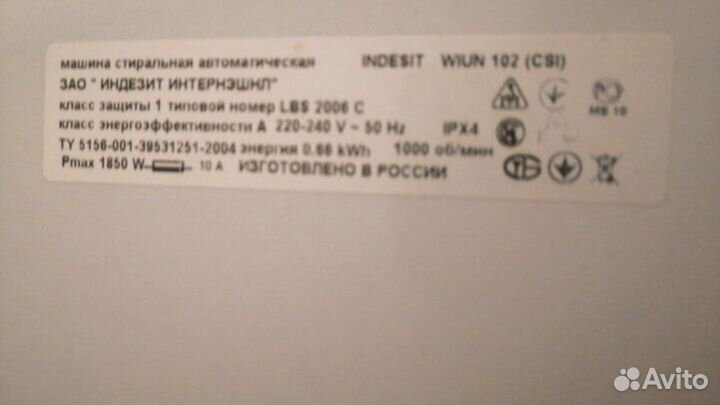 машина стиральная автоматическая INDESIT WIUN 102 (CSI)
ЗАО "ИНДЕЗИТ ИНТЕРНЭШНЛ"
класс защиты 1 типовой номер LBS 2006 C
МВ 10
класс энергоэффективности А 220-240 V ~ 50 Hz IPX4
ТУ 5156-001-39531251-2004 энергия 0.66 kWh 1000 об/мин
Pmax 1850 W 10 A ИЗГОТОВЛЕНО В РОССИИ
Avito